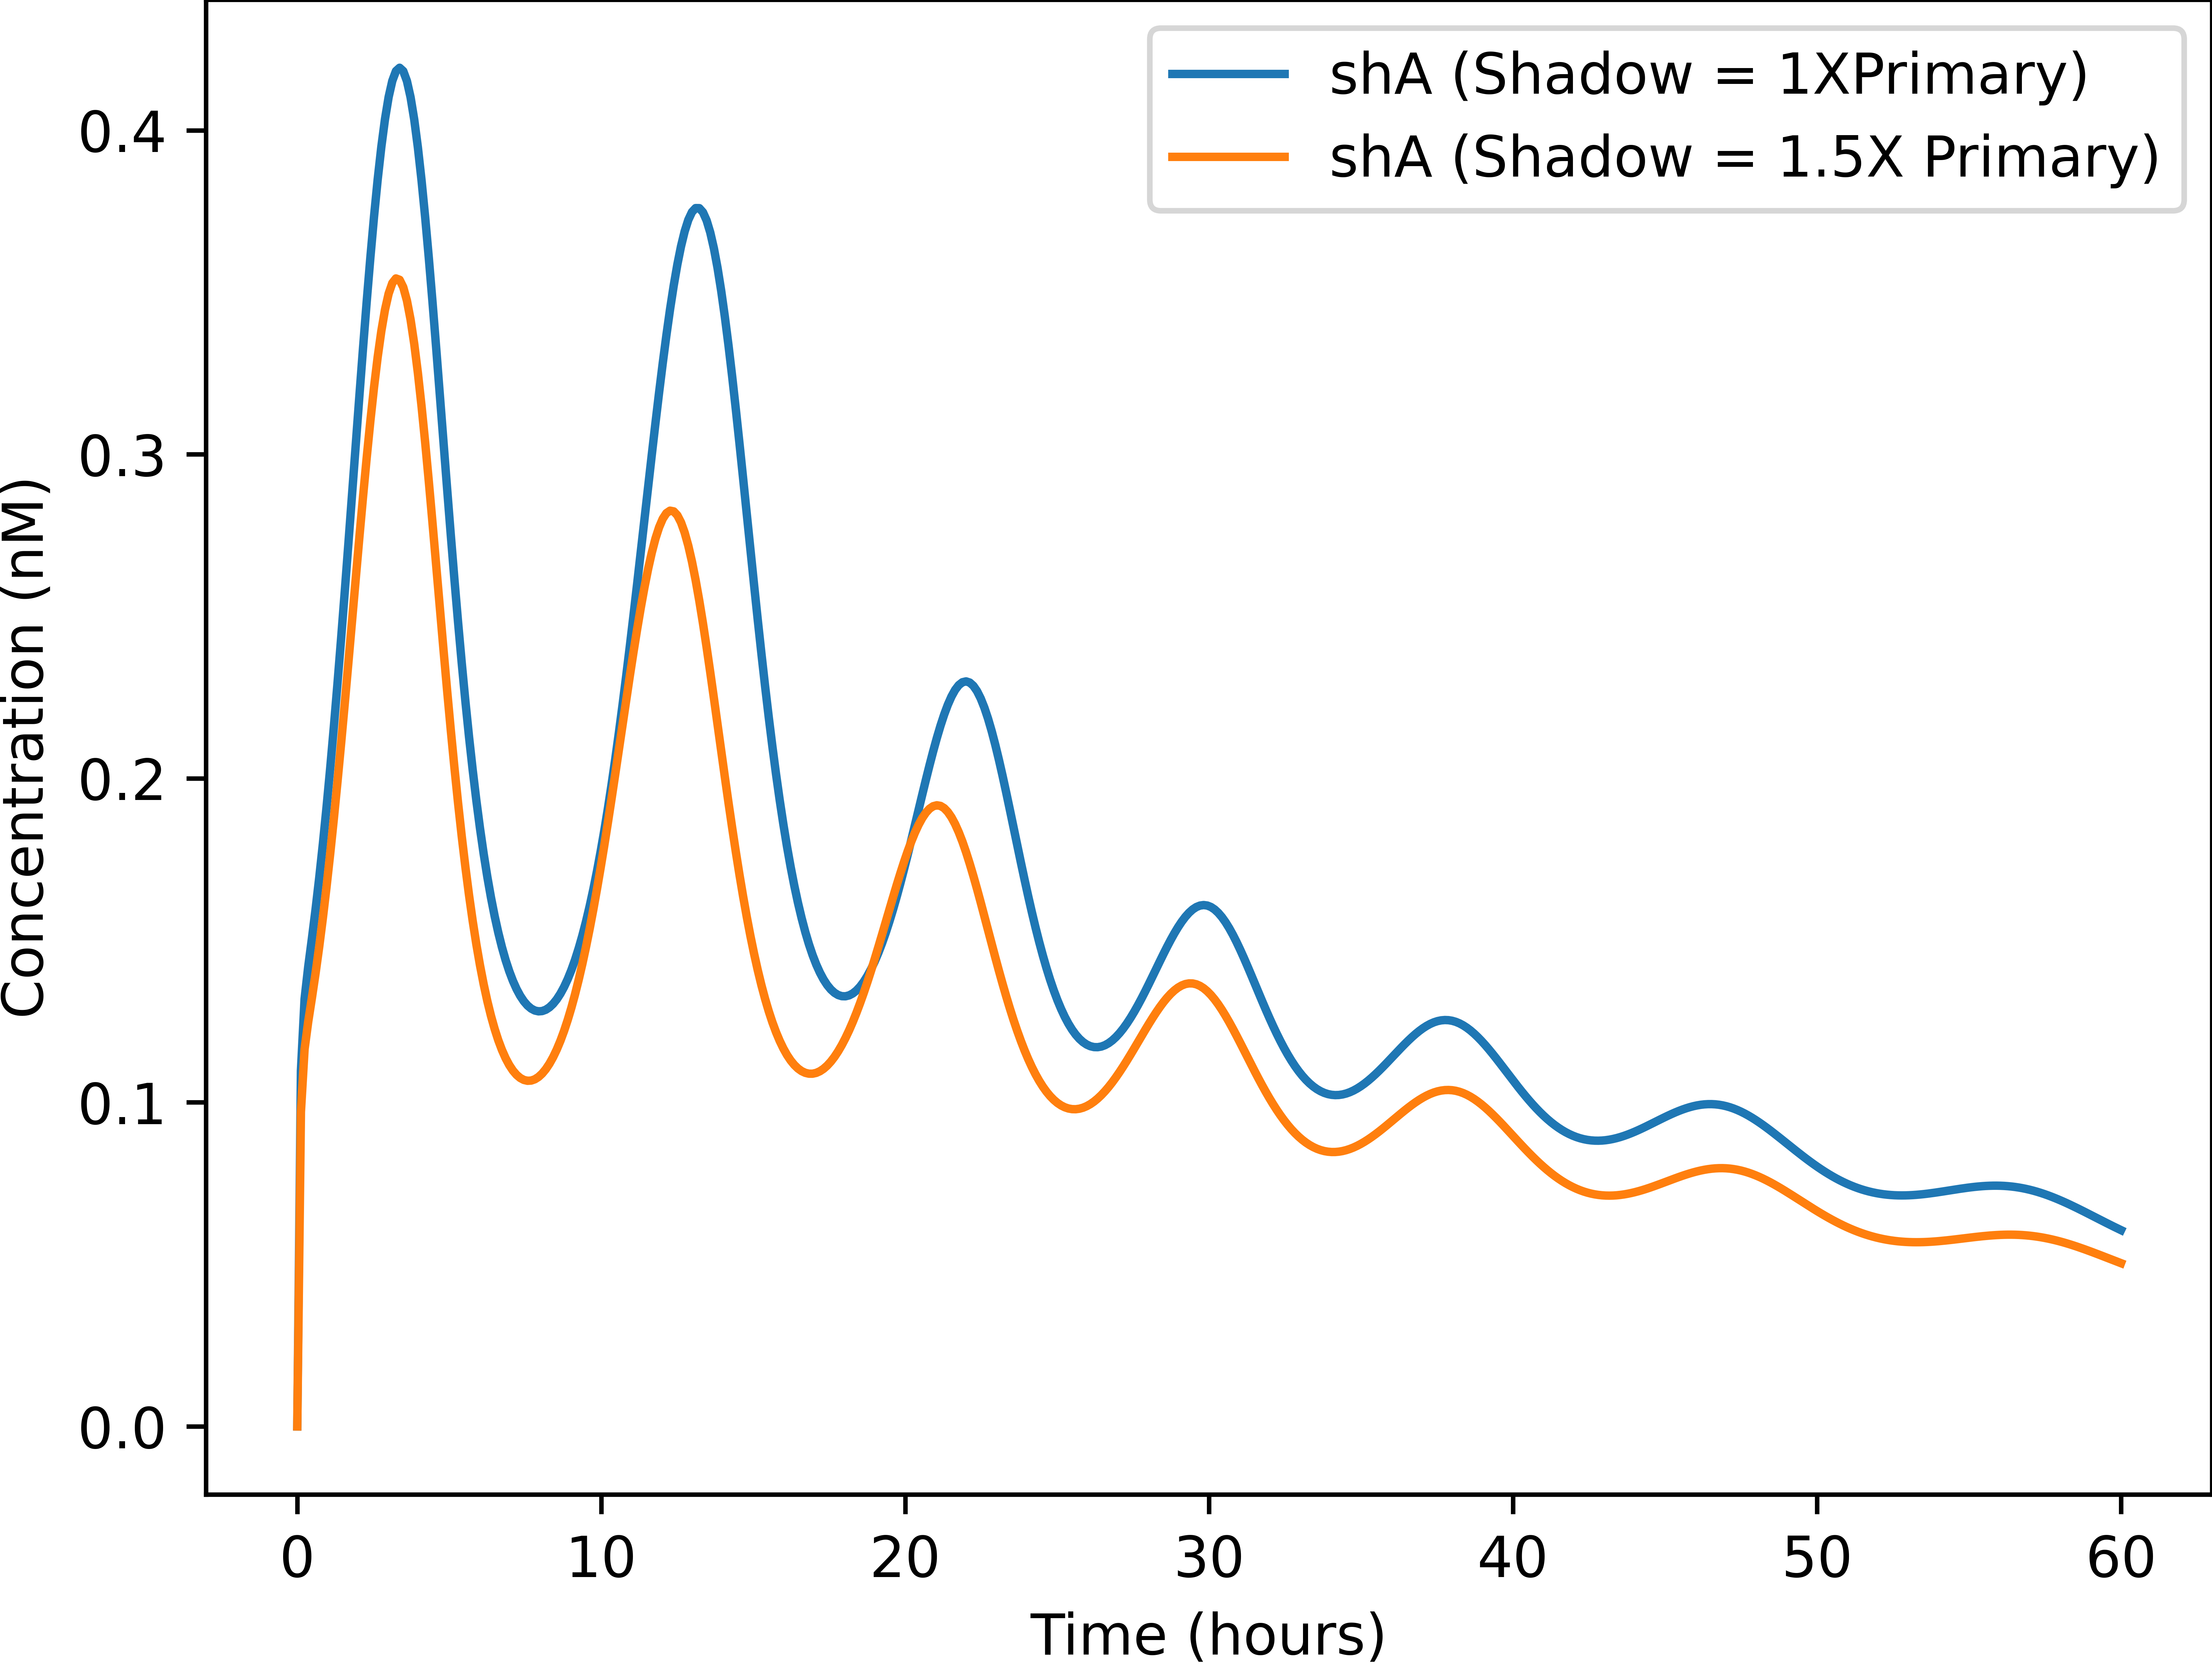 shA (Shadow = 1XPrimary)
shA (Shadow = 1.5X Primary)
Concentration (nM)
0.4
0.3
0.2
0.1
0.0
0 10 20 30 40 50 60
Time (hours)